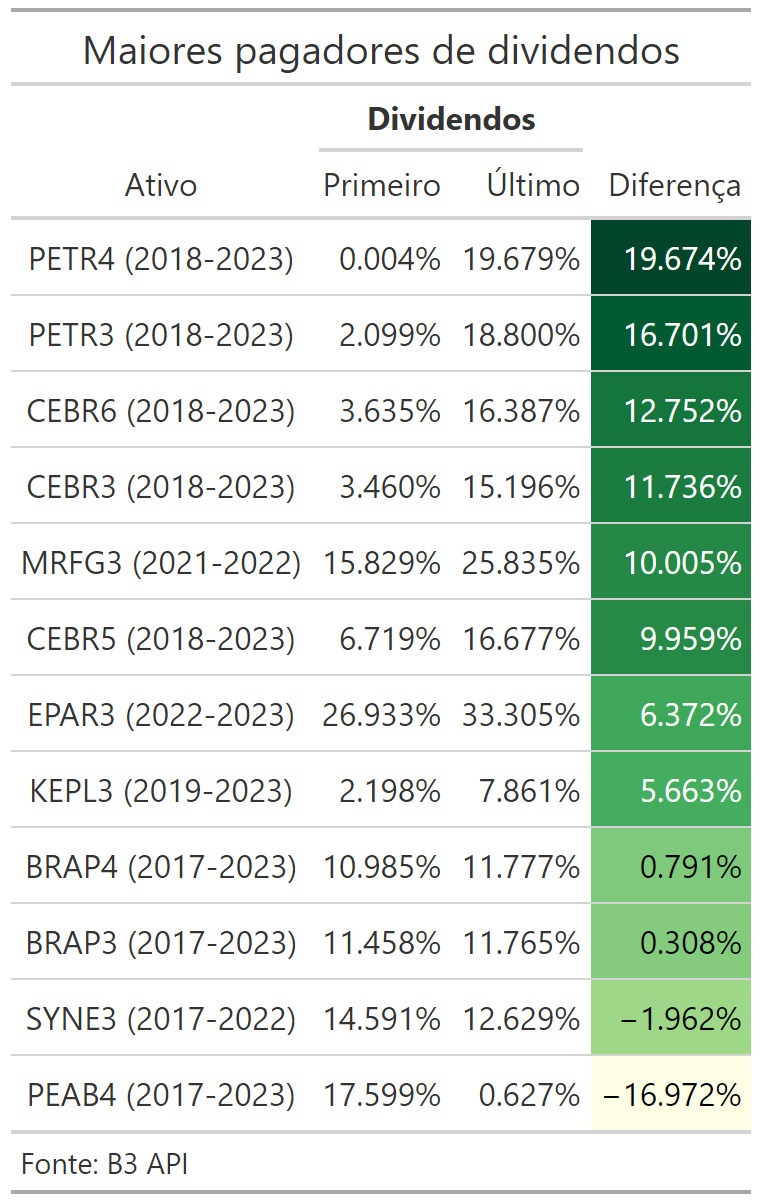 Maiores pagadores de dividendos
Dividendos
Ativo Primeiro Último Diferença
PETR4 (2018-2023) 0.004% 19.679% 19.674%
PETR3 (2018-2023) 2.099% 18.800% 16.701%
CEBR6 (2018-2023) 3.635% 16.387% 12.752%
CEBR3 (2018-2023) 3.460% 15.196% 11.736%
MRFG3 (2021-2022) 15.829% 25.835% 10.005%
CEBR5 (2018-2023) 6.719% 16.677% 9.959%
EPAR3 (2022-2023) 26.933% 33.305% 6.372%
KEPL3 (2019-2023) 2.198% 7.861% 5.663%
BRAP4 (2017-2023) 10.985% 11.777% 0.791%
BRAP3 (2017-2023) 11.458% 11.765% 0.308%
SYNE3 (2017-2022) 14.591% 12.629% −1.962%
PEAB4 (2017-2023) 17.599% 0.627% −16.972%
Fonte: B3 API